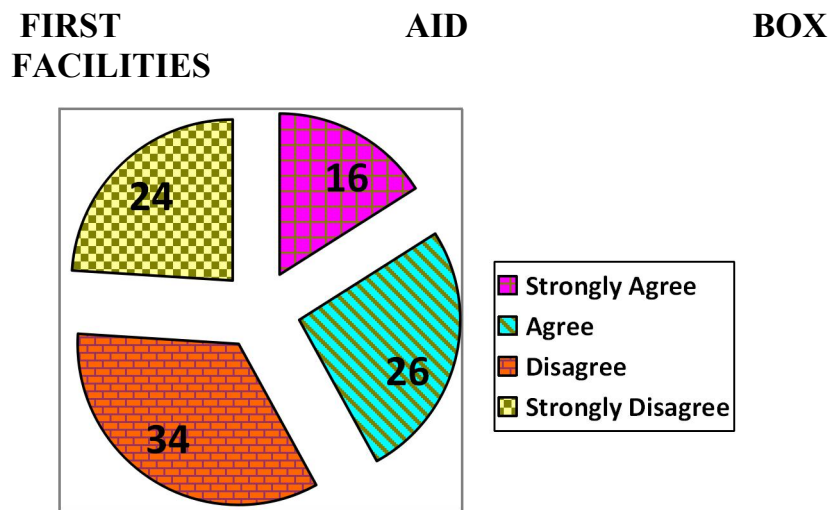 FIRST AID BOX
FACILITIES
24
16
26
34
Strongly Agree
Agree
Disagree
Strongly Disagree